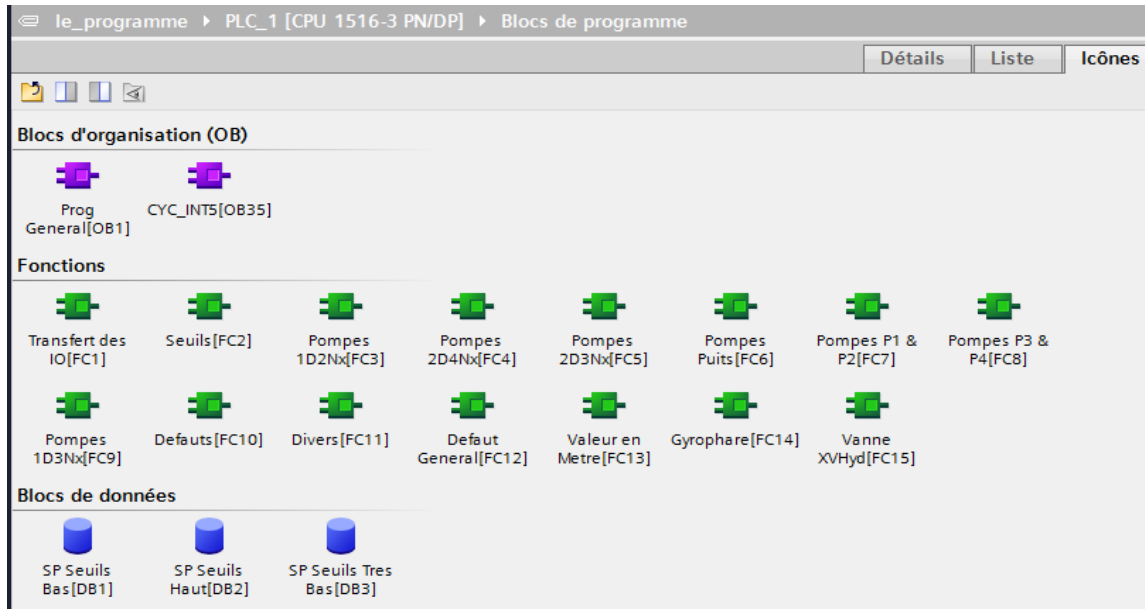 le_programme ▸ PLC_1 [CPU 1516-3 PN/DP] ▸ Blocs de programme
Détails Liste Icônes
Blocs d'organisation (OB)
Prog
General[OB1]
CYC_INT5[OB35]
Fonctions
Transfert des
IO[FC1]
Seuils[FC2]
Pompes
1D2Nx[FC3]
Pompes
2D4Nx[FC4]
Pompes
2D3Nx[FC5]
Pompes
Puits[FC6]
Pompes P1 &
P2[FC7]
Pompes P3 &
P4[FC8]
Pompes
1D3Nx[FC9]
Defauts[FC10]
Divers[FC11]
Defaut
General[FC12]
Valeur en
Metre[FC13]
Gyrophare[FC14]
Vanne
XVHyd[FC15]
Blocs de données
SP Seuils
Bas[DB1]
SP Seuils
Haut[DB2]
SP Seuils Tres
Bas[DB3]